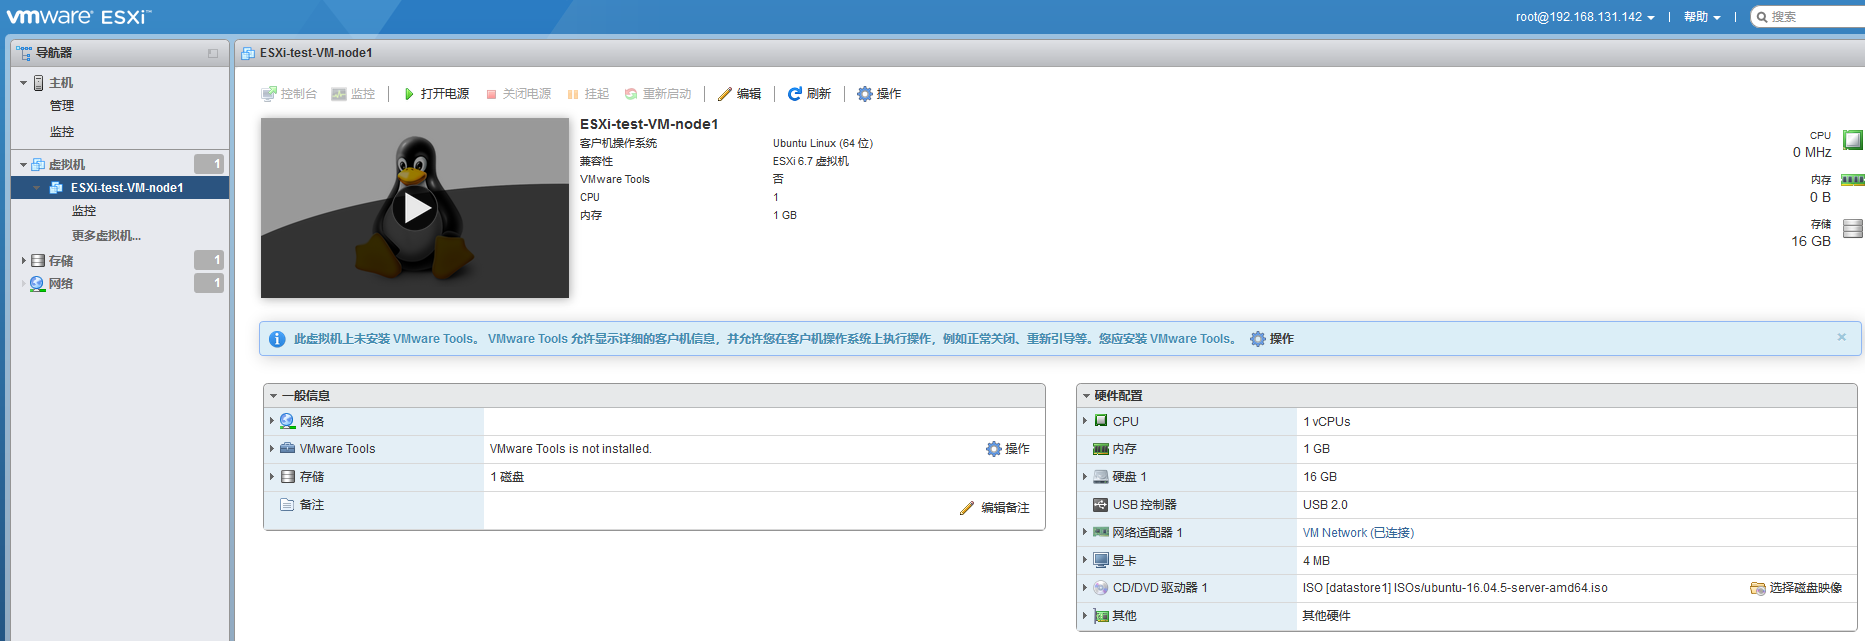 vmware ESXi™
root@192.168.131.142 | 帮助 | 搜索
导航器
主机
管理
监控
虚拟机 1
ESXi-test-VM-node1
监控
更多虚拟机...
存储 1
网络 1
ESXi-test-VM-node1
控制台 监控 | 打开电源 关闭电源 挂起 重新启动 | 编辑 | 刷新 | 操作
ESXi-test-VM-node1
客户机操作系统 Ubuntu Linux (64 位)
兼容性 ESXi 6.7 虚拟机
VMware Tools 否
CPU 1
内存 1 GB
CPU
0 MHz
内存
0 B
存储
16 GB
此虚拟机上未安装 VMware Tools。VMware Tools 允许显示详细的客户机信息，并允许您在客户机操作系统上执行操作，例如正常关闭、重新引导等。您应安装 VMware Tools。 操作
一般信息
网络
VMware Tools VMware Tools is not installed. 操作
存储 1 磁盘
备注 编辑备注
硬件配置
CPU 1 vCPUs
内存 1 GB
硬盘 1 16 GB
USB 控制器 USB 2.0
网络适配器 1 VM Network (已连接)
显卡 4 MB
CD/DVD 驱动器 1 ISO [datastore1] ISOs/ubuntu-16.04.5-server-amd64.iso 选择磁盘映像
其他 其他硬件